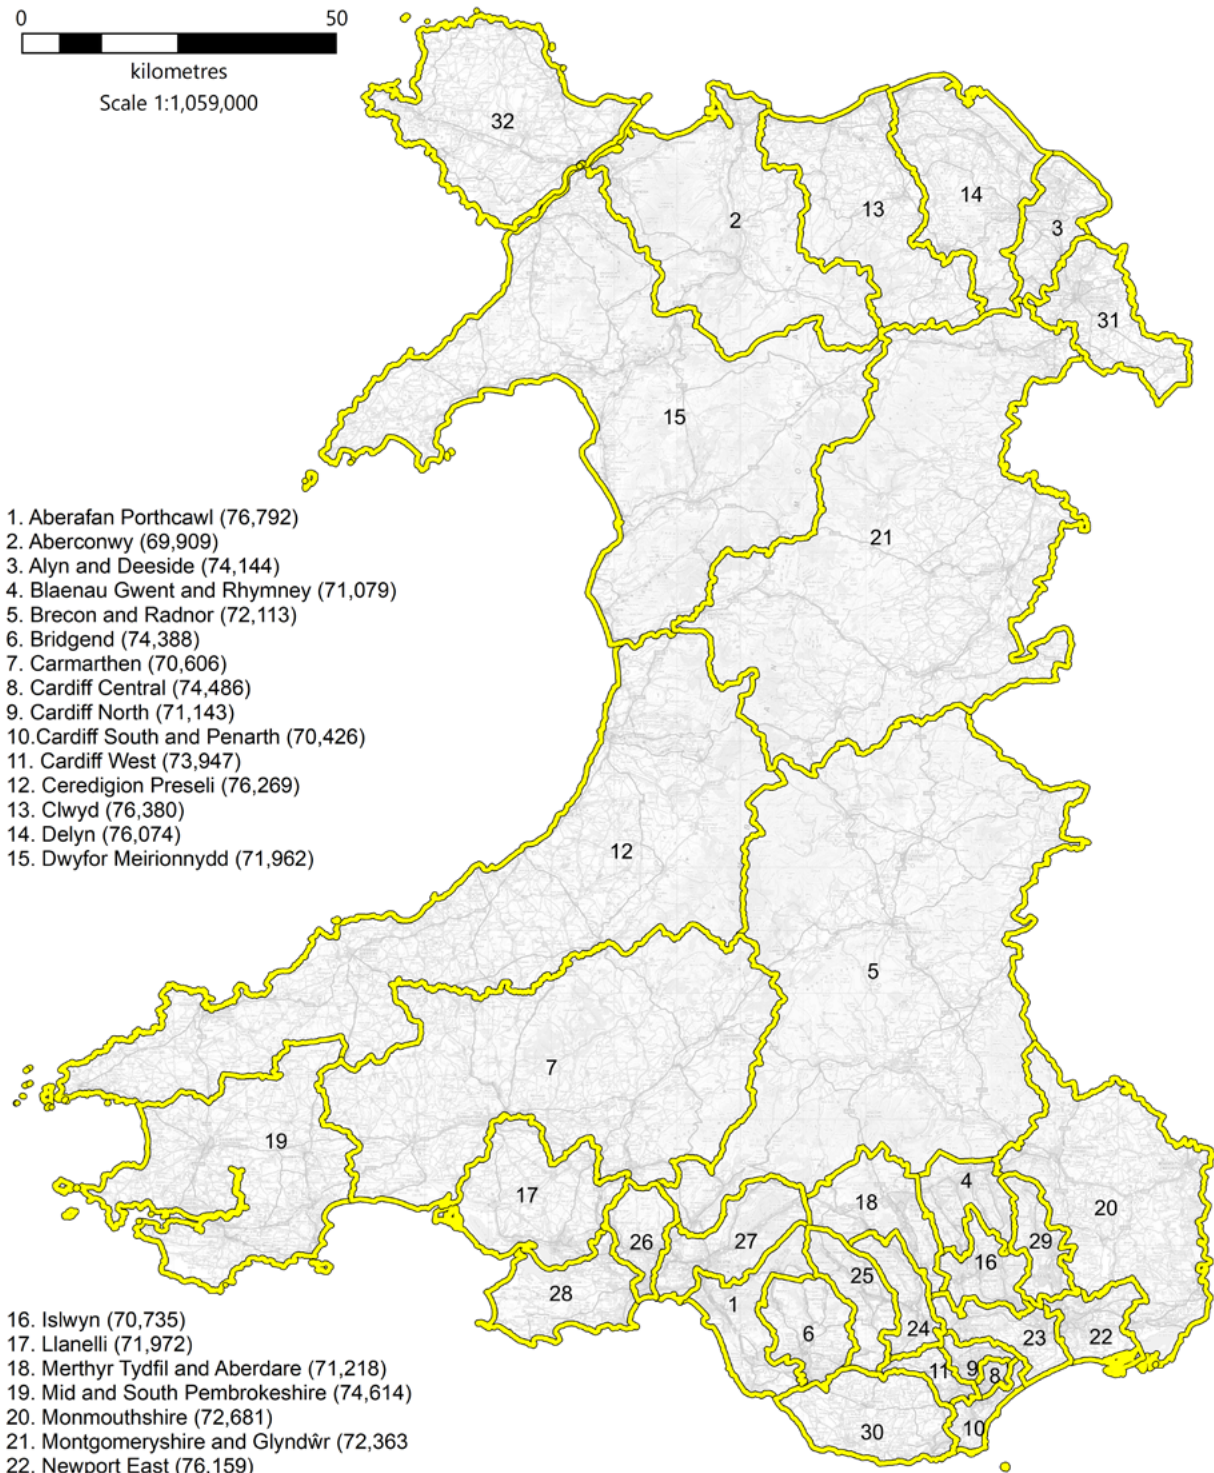 0 50
kilometres
Scale 1:1,059,000
32
2
13
14
3
31
15
21
1. Aberafan Porthcawl (76,792)
2. Aberconwy (69,909)
3. Alyn and Deeside (74,144)
4. Blaenau Gwent and Rhymney (71,079)
5. Brecon and Radnor (72,113)
6. Bridgend (74,388)
7. Carmarthen (70,606)
8. Cardiff Central (74,486)
9. Cardiff North (71,143)
10.Cardiff South and Penarth (70,426)
11. Cardiff West (73,947)
12. Ceredigion Preseli (76,269)
13. Clwyd (76,380)
14. Delyn (76,074)
15. Dwyfor Meirionnydd (71,962)
12
5
7
19
17
26
28
27
18
4
16
29
20
25
1
6
24
23
22
11
9
8
30
10
16. Islwyn (70,735)
17. Llanelli (71,972)
18. Merthyr Tydfil and Aberdare (71,218)
19. Mid and South Pembrokeshire (74,614)
20. Monmouthshire (72,681)
21. Montgomeryshire and Glyndŵr (72,363
22. Newport East (76,159)